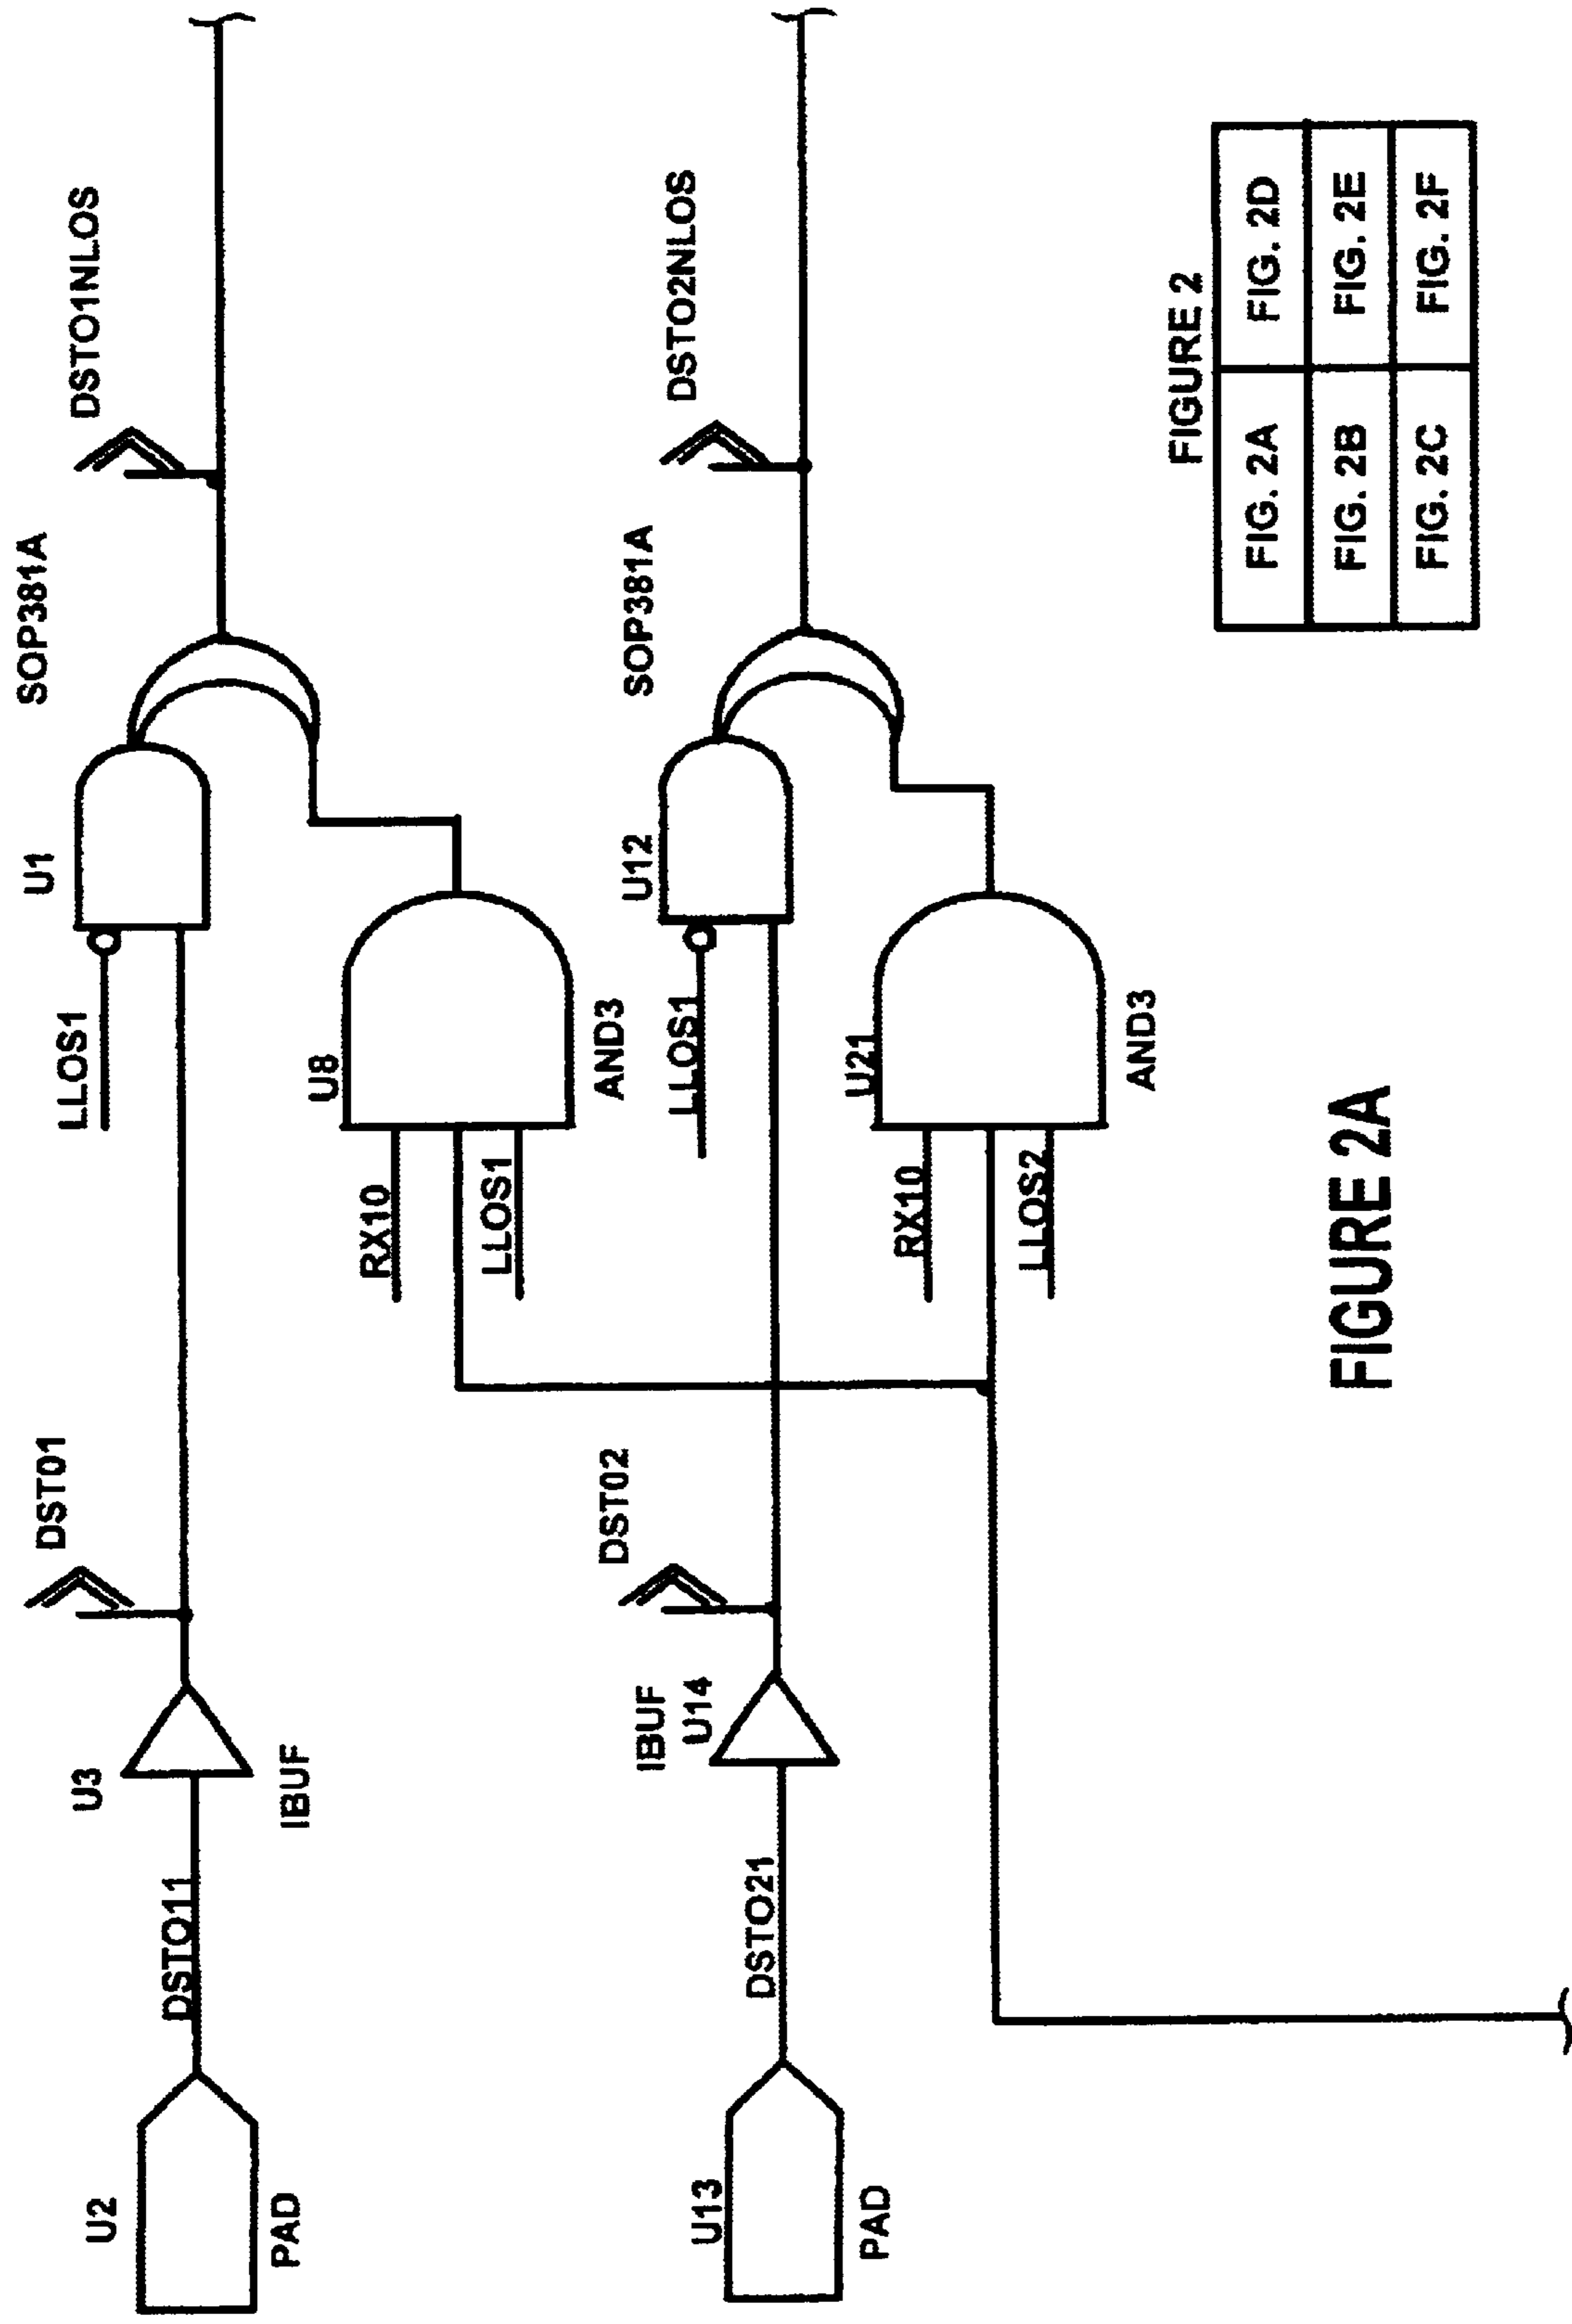 U2
PAD
DSTO11
U3
IBUF
DST01
LLOS1
U1
SOP381A
DSTO1NLOS
RX10
LLOS1
U8
AND3
U13
PAD
DSTO21
IBUF
U14
DST02
LLOS1
U12
SOP381A
DSTO2NLOS
RX10
LLOS2
U21
AND3
FIGURE 2
FIG. 2A FIG. 2D
FIG. 2B FIG. 2E
FIG. 2C FIG. 2F
FIGURE 2A